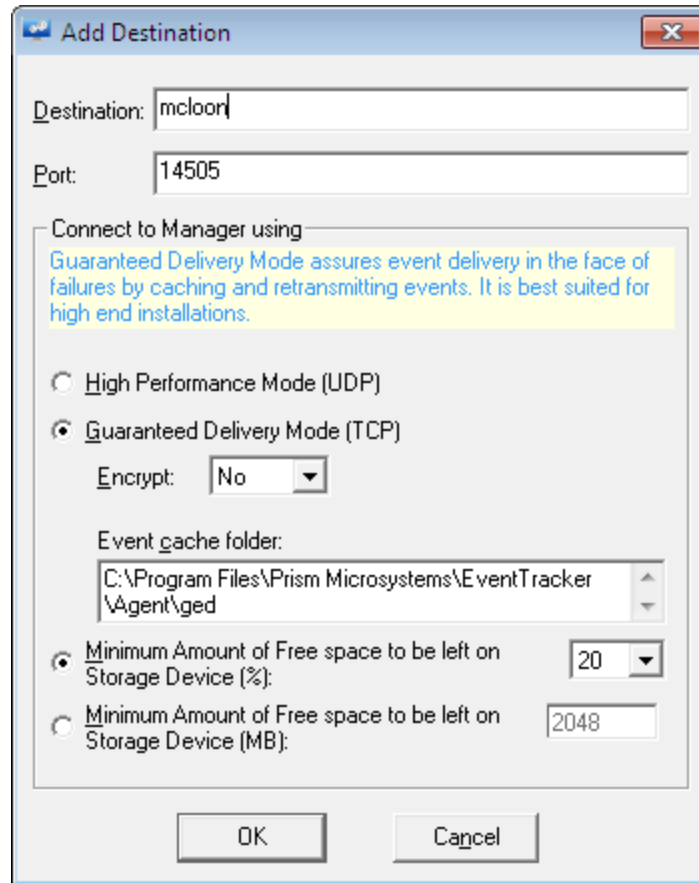 Add Destination
Destination: mcloon
Port: 14505
Connect to Manager using
Guaranteed Delivery Mode assures event delivery in the face of
failures by caching and retransmitting events. It is best suited for
high end installations.
High Performance Mode (UDP)
Guaranteed Delivery Mode (TCP)
Encrypt: No
Event cache folder:
C:\Program Files\Prism Microsystems\EventTracker
\Agent\ged
Minimum Amount of Free space to be left on
Storage Device (%): 20
Minimum Amount of Free space to be left on
Storage Device (MB): 2048
OK Cancel